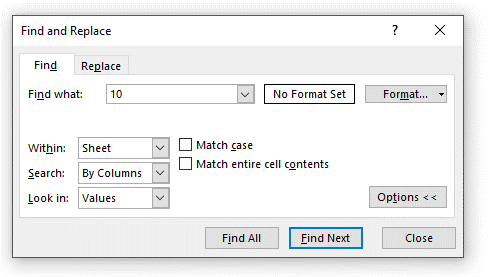 Find and Replace ? ×
Find Replace
Find what: 10 No Format Set Format...
Within: Sheet Match case
Search: By Columns Match entire cell contents
Look in: Values Options <<
Find All Find Next Close